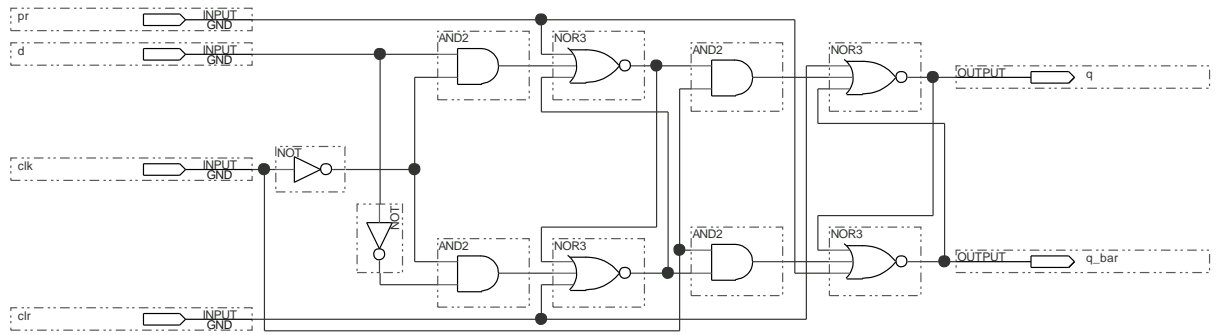 pr INPUT
GND
d INPUT
GND
AND2 NOR3 AND2 NOR3
OUTPUT q
clk INPUT
GND
NOT
NOT
AND2 NOR3 AND2 NOR3
OUTPUT q_bar
clr INPUT
GND